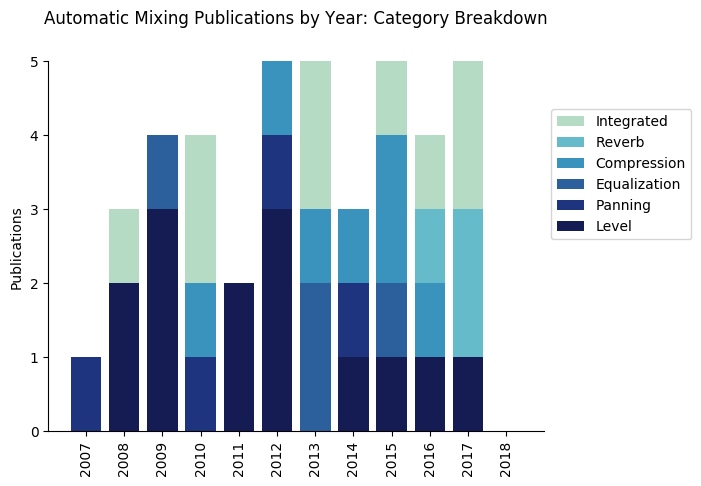 Automatic Mixing Publications by Year: Category Breakdown
5
4
3
2
1
0
Publications
2007
2008
2009
2010
2011
2012
2013
2014
2015
2016
2017
2018
Integrated
Reverb
Compression
Equalization
Panning
Level